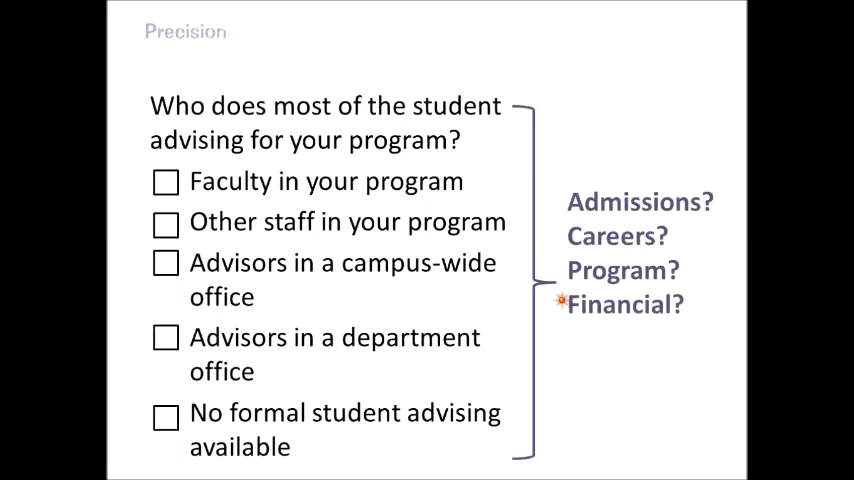 Precision
Who does most of the student
advising for your program?
Faculty in your program
Other staff in your program
Advisors in a campus-wide
office
Advisors in a department
office
No formal student advising
available
Admissions?
Careers?
Program?
Financial?